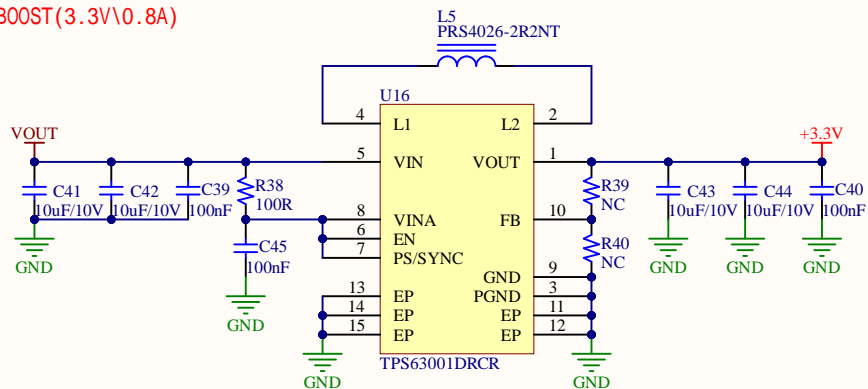 BOOST(3.3V\0.8A)
L5
PRS4026-2R2NT
U16
4 L1 L2 2
VOUT
+3.3V
5 VIN VOUT 1
C41
10uF/10V
C42
10uF/10V
C39
100nF
R38
100R
R39
NC
C43
10uF/10V
C44
10uF/10V
C40
100nF
8 VINA FB 10
6 EN
7 PS/SYNC
C45
100nF
R40
NC
GND
GND 9
13 EP PGND 3
14 EP EP 11
15 EP EP 12
GND
GND
GND
GND
TPS63001DRCR
GND
GND